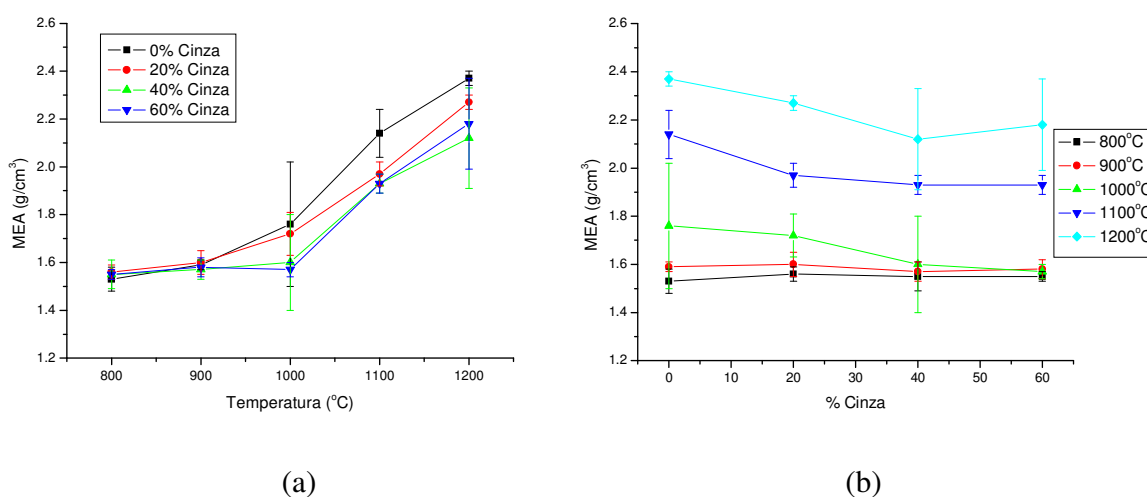 2.6
2.4
2.2
2.0
1.8
1.6
1.4
1.2
MEA (g/cm³)
0% Cinza
20% Cinza
40% Cinza
60% Cinza
800 900 1000 1100 1200
Temperatura (°C)
(a)
2.6
2.4
2.2
2.0
1.8
1.6
1.4
1.2
MEA (g/cm³)
800°C
900°C
1000°C
1100°C
1200°C
0 10 20 30 40 50 60
% Cinza
(b)